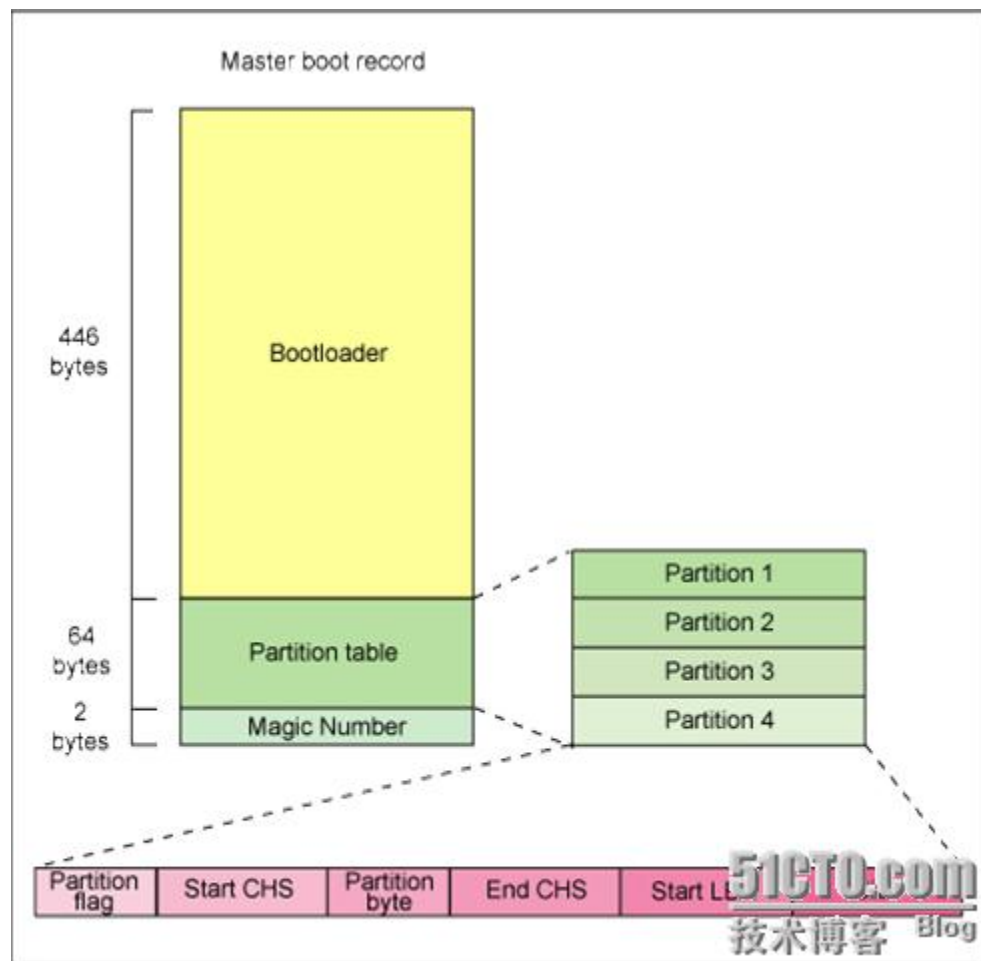 Master boot record
446
bytes
Bootloader
64
bytes
Partition table
2
bytes
Magic Number
Partition 1
Partition 2
Partition 3
Partition 4
Partition
flag
Start CHS
Partition
byte
End CHS
Start
51CTO.com
技术博客 Blog